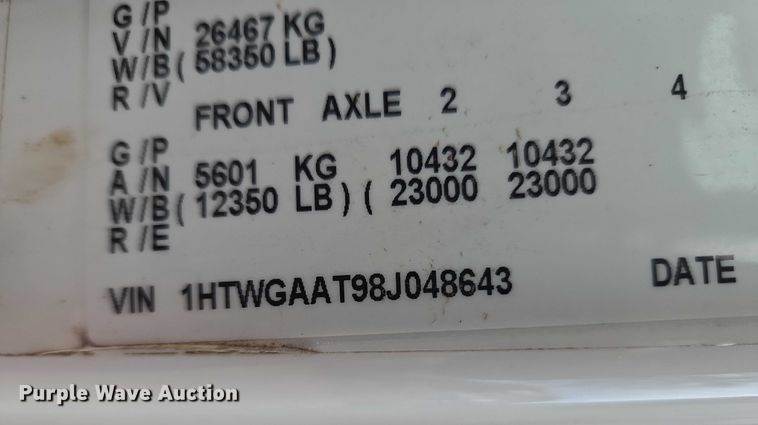 G/P
V/N 26467 KG
W/B ( 58350 LB )
R/V
FRONT AXLE 2 3 4
G/P
A/N 5601 KG 10432 10432
W/B ( 12350 LB ) ( 23000 23000
R/E
VIN 1HTWGAAT98J048643 DATE
Purple Wave Auction